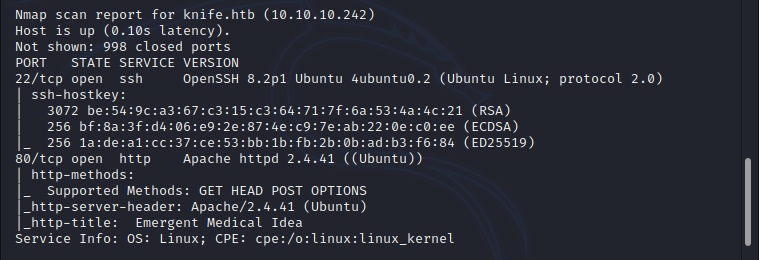 Nmap scan report for knife.htb (10.10.10.242)
Host is up (0.10s latency).
Not shown: 998 closed ports
PORT   STATE SERVICE VERSION
22/tcp open  ssh     OpenSSH 8.2p1 Ubuntu 4ubuntu0.2 (Ubuntu Linux; protocol 2.0)
| ssh-hostkey:
|   3072 be:54:9c:a3:67:c3:15:c3:64:71:7f:6a:53:4a:4c:21 (RSA)
|   256 bf:8a:3f:d4:06:e9:2e:87:4e:c9:7e:ab:22:0e:c0:ee (ECDSA)
|_  256 1a:de:a1:cc:37:ce:53:bb:1b:fb:2b:0b:ad:b3:f6:84 (ED25519)
80/tcp open  http    Apache httpd 2.4.41 ((Ubuntu))
| http-methods:
|_  Supported Methods: GET HEAD POST OPTIONS
|_http-server-header: Apache/2.4.41 (Ubuntu)
|_http-title:  Emergent Medical Idea
Service Info: OS: Linux; CPE: cpe:/o:linux:linux_kernel